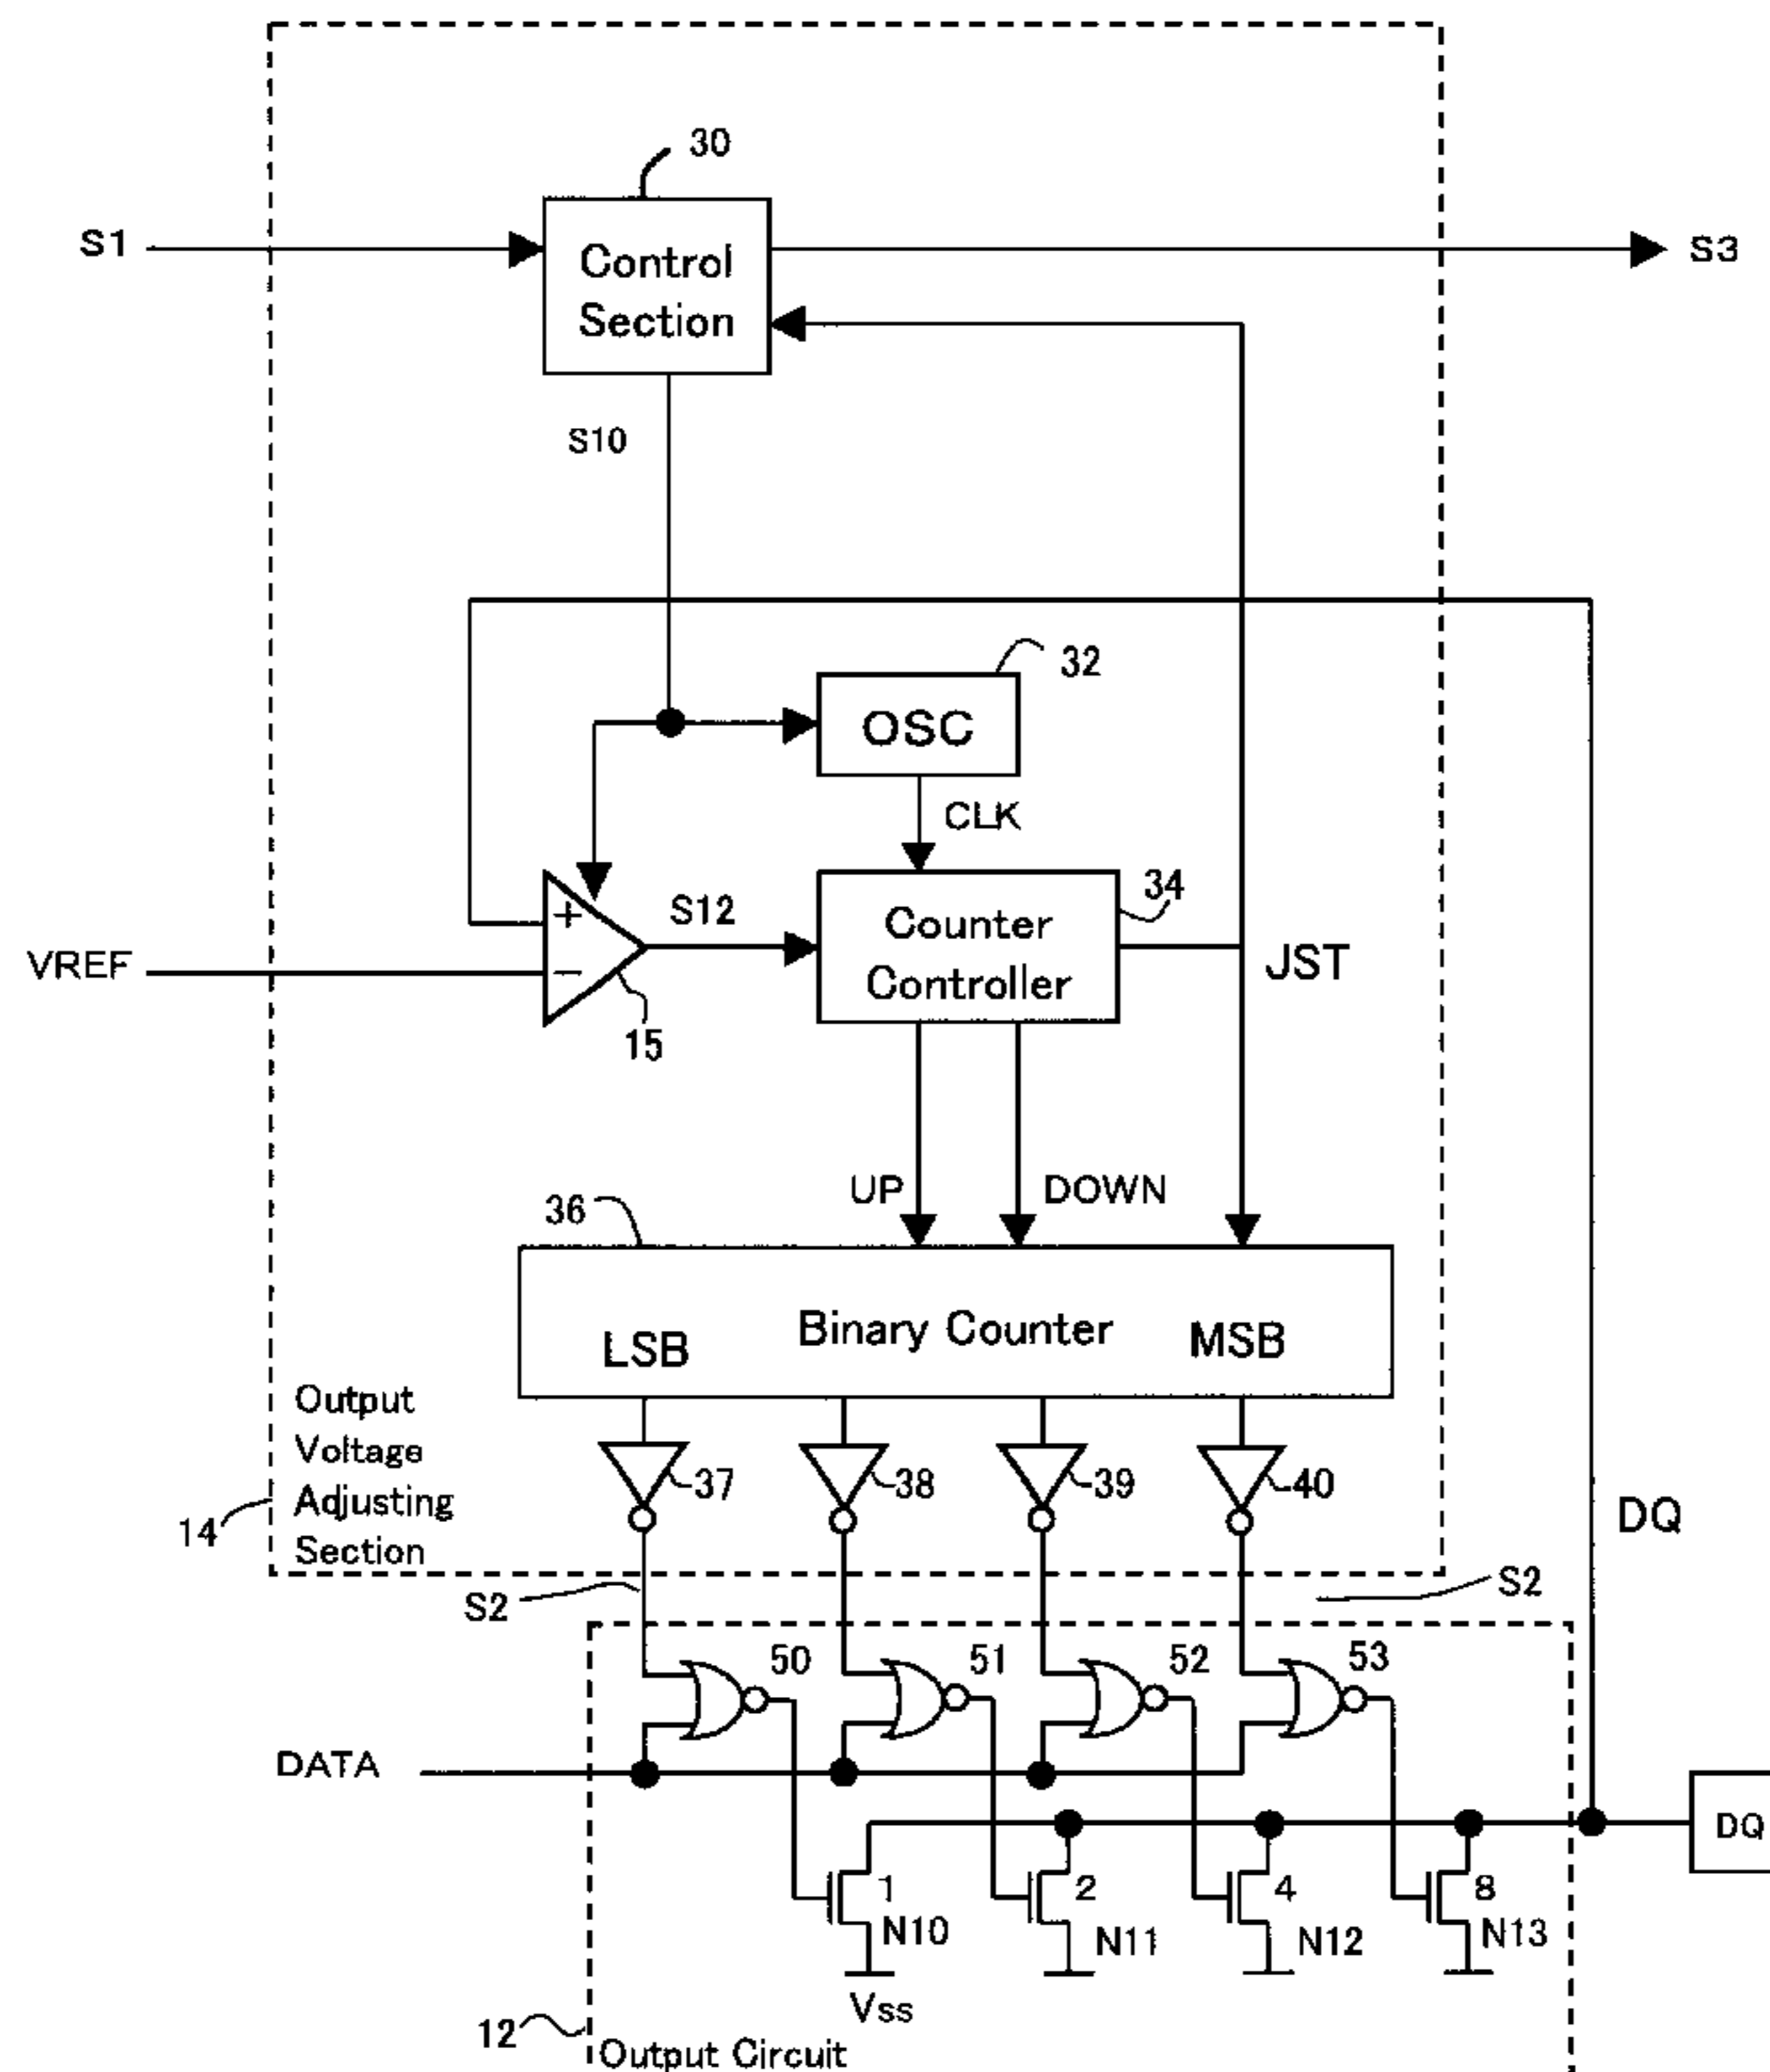 30
S1
Control
Section
S3
S10
32
OSC
CLK
34
S12
Counter
Controller
+
VREF
−
JST
15
UP
DOWN
36
LSB
Binary Counter
MSB
Output
Voltage
Adjusting
Section
14
37
38
39
40
DQ
S2
S2
50
51
52
53
DATA
DQ
1
2
4
8
N10
N11
N12
N13
Vss
12
Output Circuit